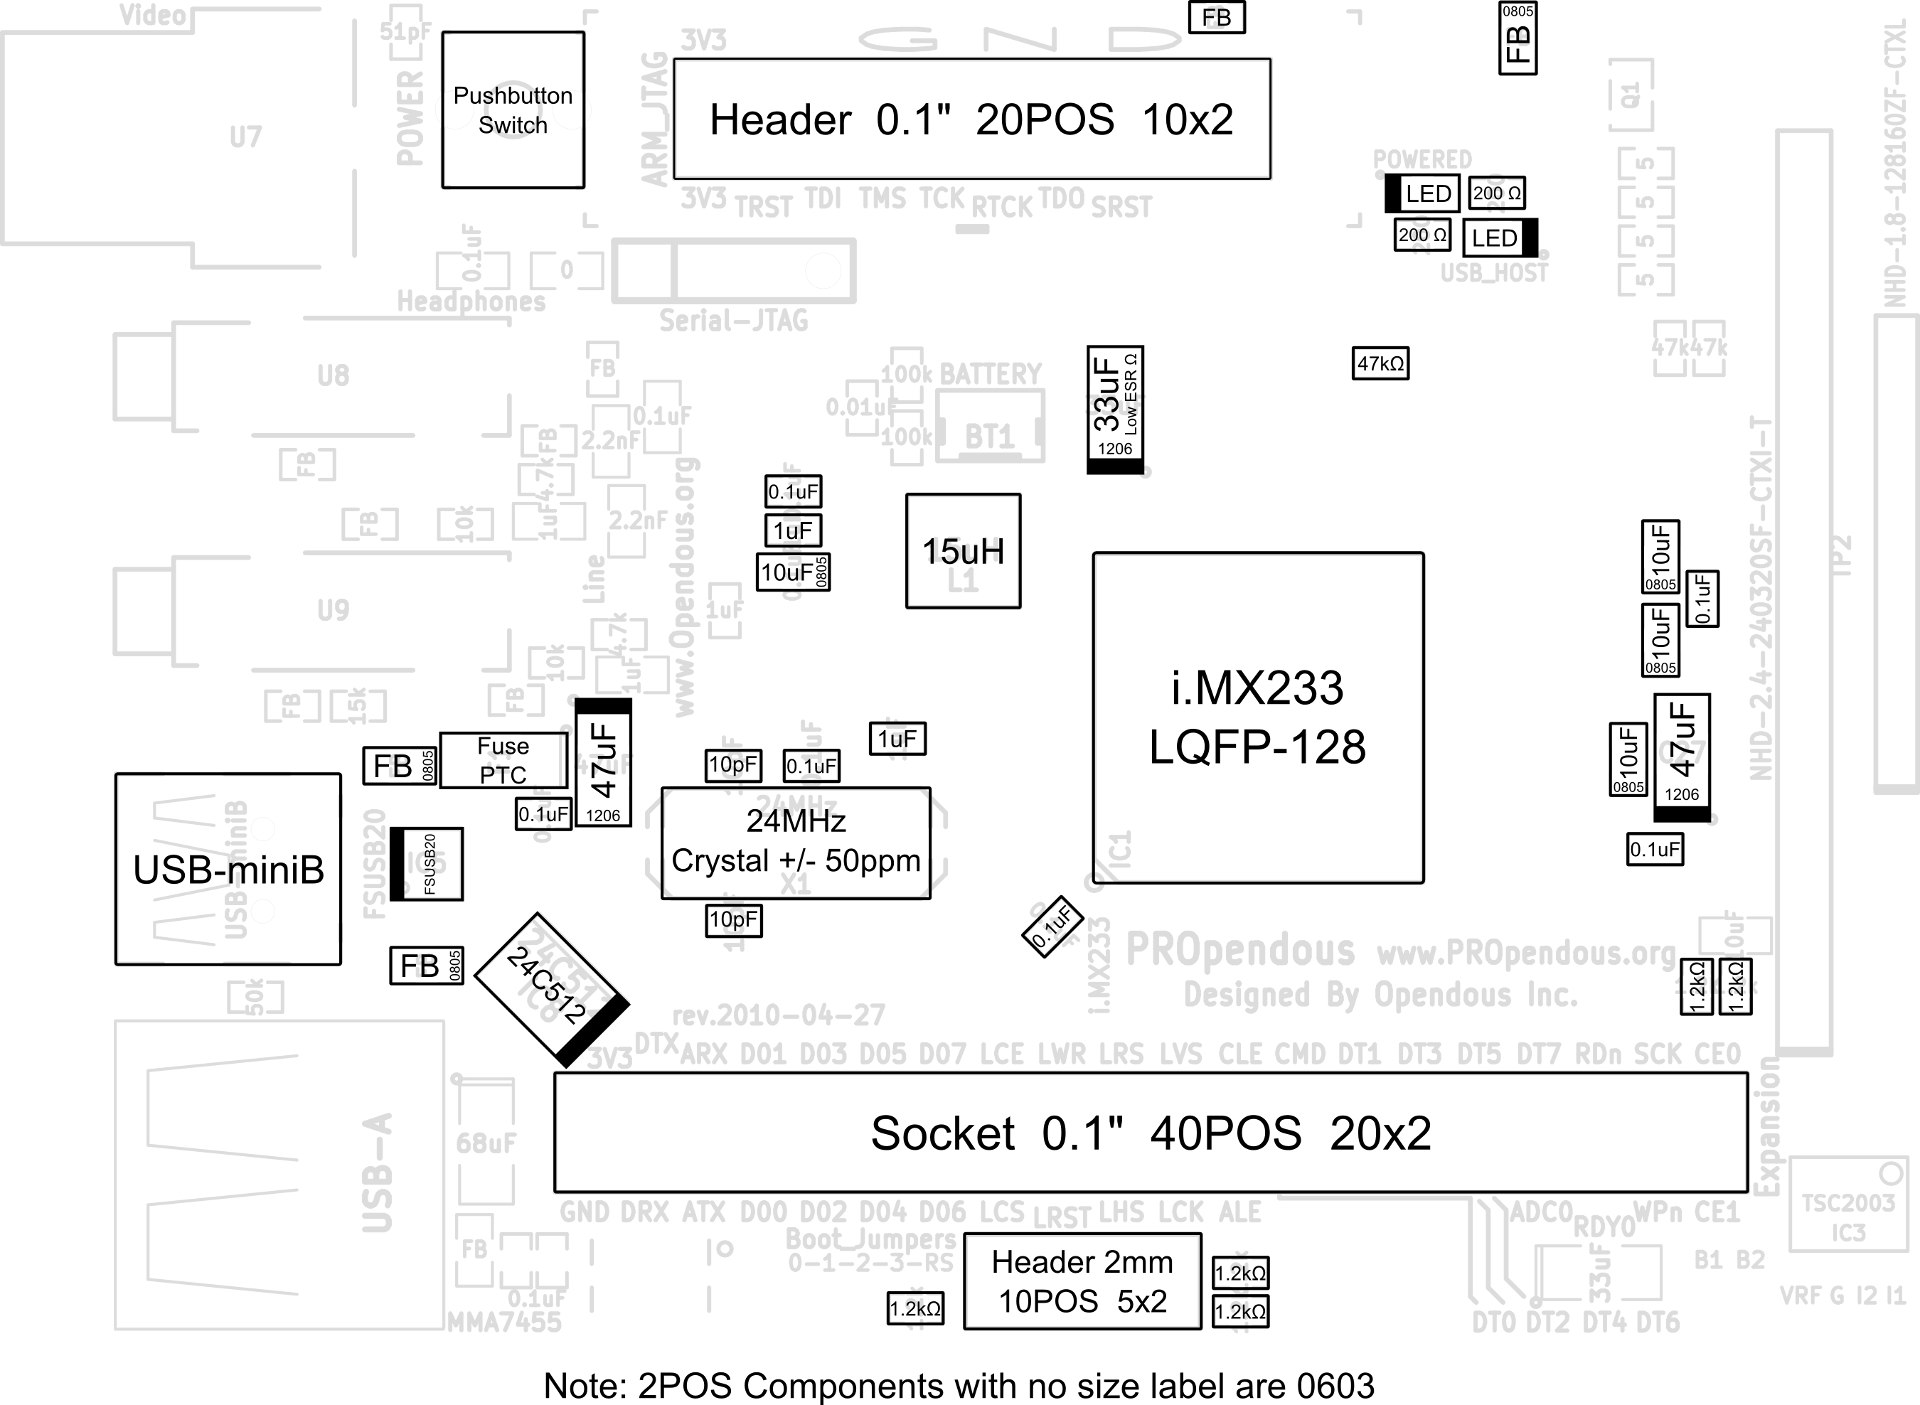 Video
51pF
3V3
GND
FB
0805
FB
NHD-1.8-128160ZF-CTXL
U7
POWER
Pushbutton
Switch
ARM_JTAG
Header 0.1" 20POS 10x2
Q1
POWERED
5
LED
200 Ω
3V3 TRST TDI TMS TCK RTCK TDO SRST
5
200 Ω
LED
5
USB_HOST
5
0.1uF
0
Headphones
Serial-JTAG
U8
FB
100k
BATTERY
33uF
Low ESR Ω
1206
47kΩ
47k
47k
0.1uF
0.01uF
100k
BT1
FB
FB
2.2nF
4.7k
0.1uF
1uF
10uF
0805
15uH
L1
FB
10k
1uF
2.2nF
www.Opendous.org
Line
NHD-2.4-240320SF-CTXI-T
TP2
10uF
0805
0.1uF
10uF
0805
U9
4.7k
1uF
10k
1uF
FB
15k
FB
i.MX233
LQFP-128
47uF
1206
10uF
0805
47uF
1206
0.1uF
FB
0805
Fuse
PTC
0.1uF
10pF
0.1uF
1uF
24MHz
24MHz
Crystal +/- 50ppm
X1
10pF
USB-miniB
USB-miniB
FSUSB20
FSUSB20
IC1
FB
0805
24C512
24C512
0.1uF
i.MX233
PROpendous www.PROpendous.org
Designed By Opendous Inc.
1.2kΩ
1.2kΩ
50k
rev.2010-04-27
3V3 DTX ARX D01 D03 D05 D07 LCE LWR LRS LVS CLE CMD DT1 DT3 DT5 DT7 RDn SCK CE0
Socket 0.1" 40POS 20x2
Expansion
USB-A
68uF
GND DRX ATX D00 D02 D04 D06 LCS LRST LHS LCK ALE ADC0 RDY0 WPn CE1
TSC2003
IC3
FB
0.1uF
MMA7455
Boot_Jumpers
0-1-2-3-RS
Header 2mm
10POS 5x2
1.2kΩ
1.2kΩ
1.2kΩ
33uF
B1 B2
VRF G I2 I1
DT0 DT2 DT4 DT6
Note: 2POS Components with no size label are 0603